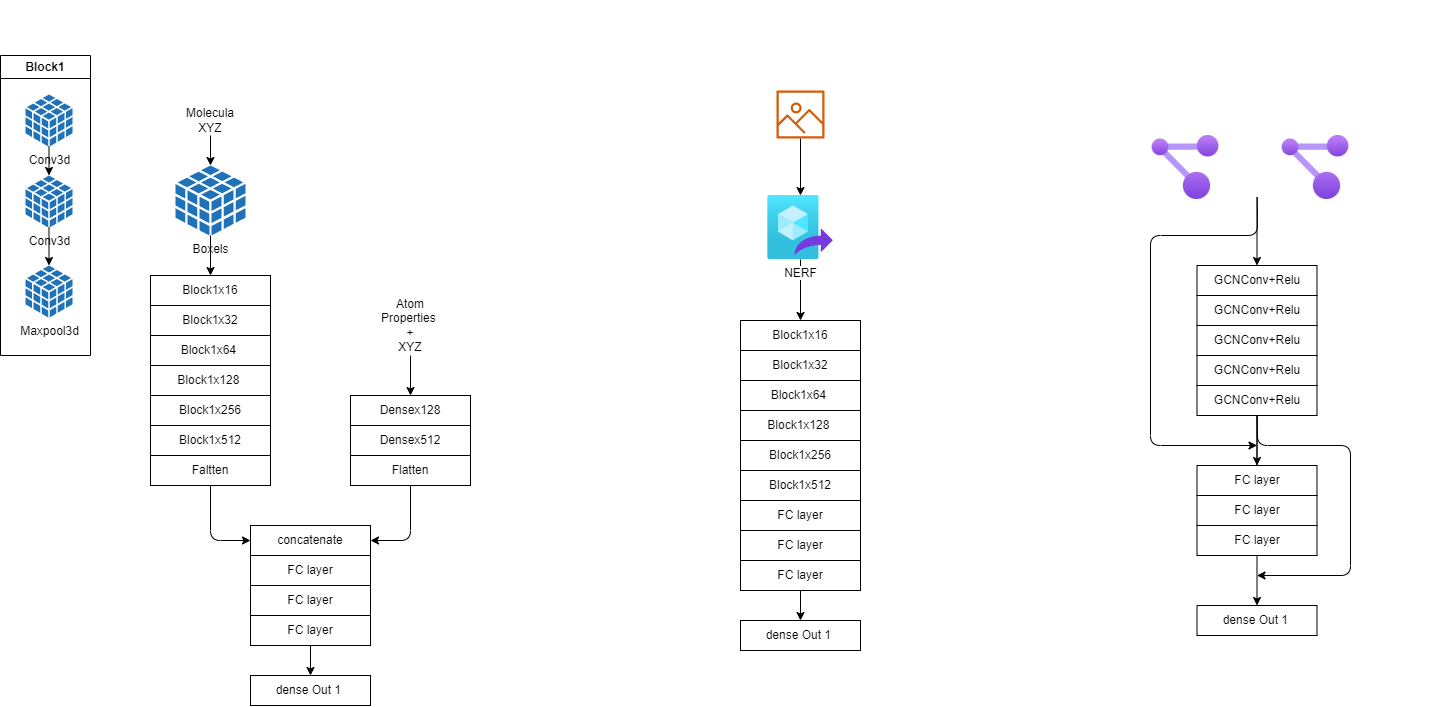 Block1
Conv3d
Conv3d
Maxpool3d
Molecula
XYZ
Boxels
Block1x16
Block1x32
Block1x64
Block1x128
Block1x256
Block1x512
Faltten
Atom
Properties
+
XYZ
Densex128
Densex512
Flatten
concatenate
FC layer
FC layer
FC layer
dense Out 1
NERF
Block1x16
Block1x32
Block1x64
Block1x128
Block1x256
Block1x512
FC layer
FC layer
FC layer
dense Out 1
GCNConv+Relu
GCNConv+Relu
GCNConv+Relu
GCNConv+Relu
GCNConv+Relu
FC layer
FC layer
FC layer
dense Out 1